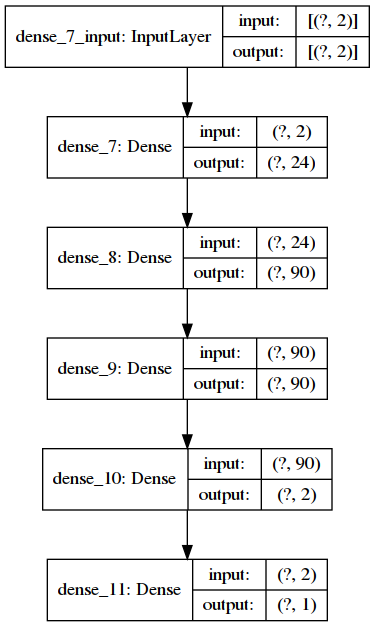 dense_7_input: InputLayer
input: [(?, 2)]
output: [(?, 2)]
dense_7: Dense
input: (?, 2)
output: (?, 24)
dense_8: Dense
input: (?, 24)
output: (?, 90)
dense_9: Dense
input: (?, 90)
output: (?, 90)
dense_10: Dense
input: (?, 90)
output: (?, 2)
dense_11: Dense
input: (?, 2)
output: (?, 1)